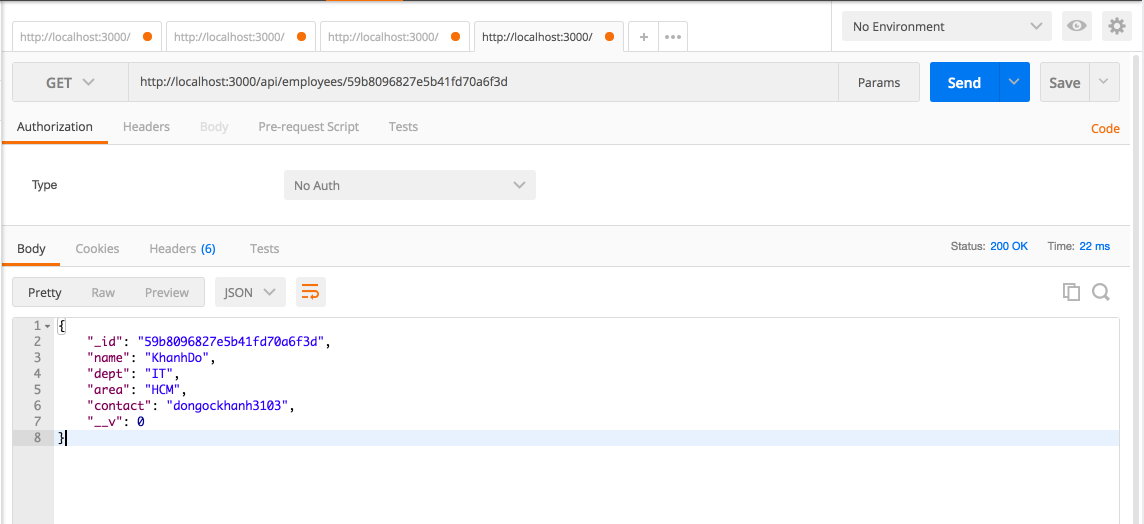 http://localhost:3000/ http://localhost:3000/ http://localhost:3000/ http://localhost:3000/ + ••• No Environment
GET http://localhost:3000/api/employees/59b8096827e5b41fd70a6f3d Params Send Save
Authorization Headers Body Pre-request Script Tests Code
Type No Auth
Body Cookies Headers (6) Tests Status: 200 OK Time: 22 ms
Pretty Raw Preview JSON
1 {
2 "_id": "59b8096827e5b41fd70a6f3d",
3 "name": "KhanhDo",
4 "dept": "IT",
5 "area": "HCM",
6 "contact": "dongockhanh3103",
7 "__v": 0
8 }